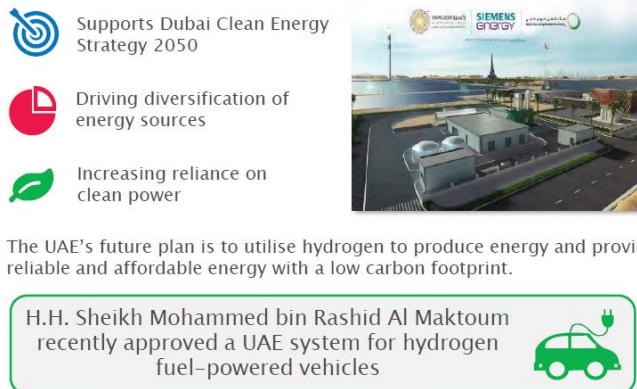 Supports Dubai Clean Energy
Strategy 2050
SIEMENS
energy
Driving diversification of
energy sources
Increasing reliance on
clean power
The UAE's future plan is to utilise hydrogen to produce energy and provi
reliable and affordable energy with a low carbon footprint.
H.H. Sheikh Mohammed bin Rashid Al Maktoum
recently approved a UAE system for hydrogen
fuel-powered vehicles